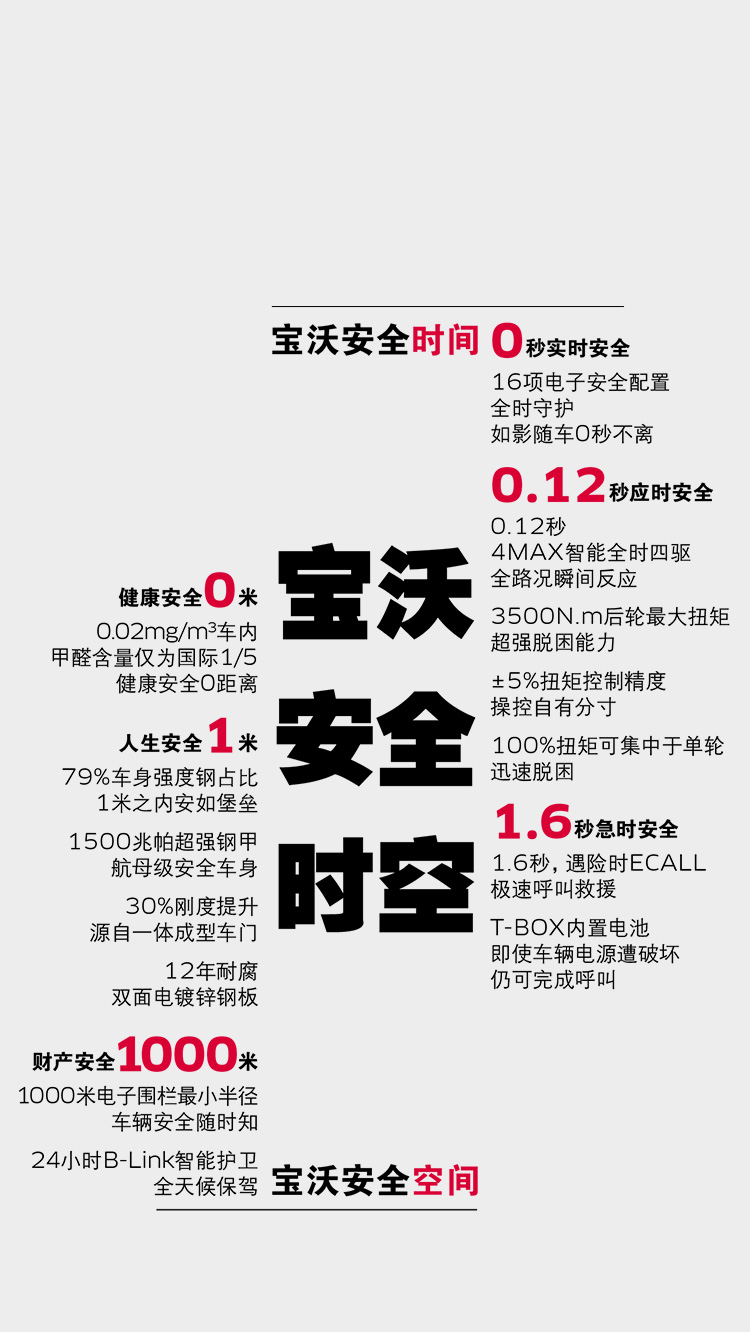 宝沃安全时间
0秒实时安全
16项电子安全配置
全时守护
如影随车0秒不离
0.12秒应时安全
0.12秒
4MAX智能全时四驱
全路况瞬间反应
3500N.m后轮最大扭矩
超强脱困能力
±5%扭矩控制精度
操控自有分寸
100%扭矩可集中于单轮
迅速脱困
1.6秒急时安全
1.6秒，遇险时ECALL
极速呼叫救援
T-BOX内置电池
即使车辆电源遭破坏
仍可完成呼叫
宝沃
安全
时空
健康安全0米
0.02mg/m³车内
甲醛含量仅为国际1/5
健康安全0距离
人生安全1米
79%车身强度钢占比
1米之内安如堡垒
1500兆帕超强钢甲
航母级安全车身
30%刚度提升
源自一体成型车门
12年耐腐
双面电镀锌钢板
财产安全1000米
1000米电子围栏最小半径
车辆安全随时知
24小时B-Link智能护卫
全天候保驾
宝沃安全空间